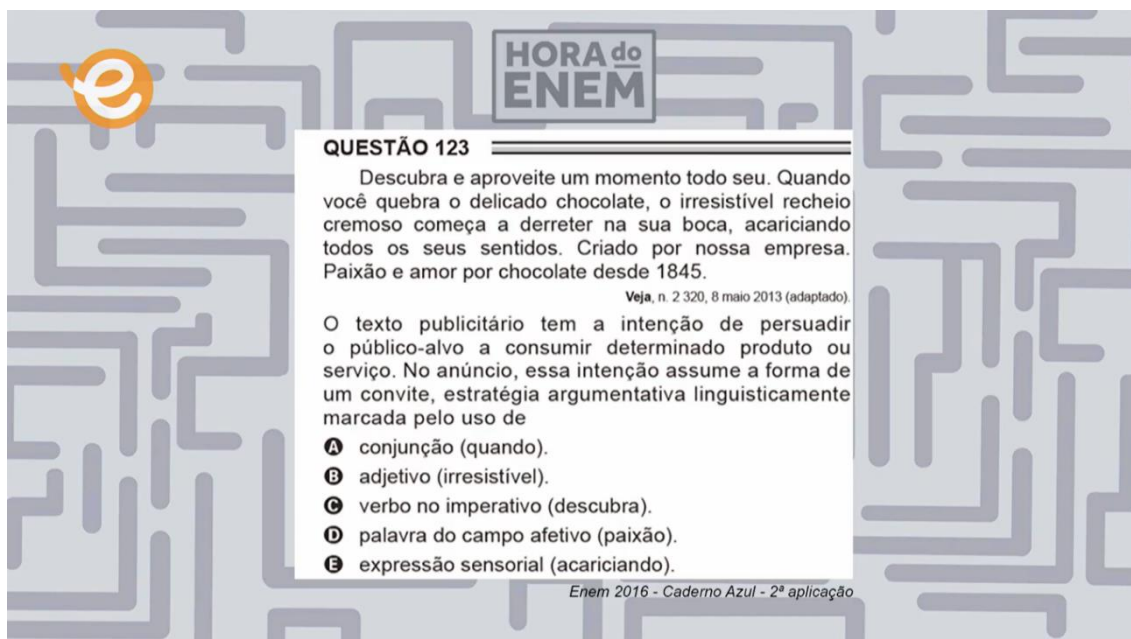 e
HORA do
ENEM
QUESTÃO 123
Descubra e aproveite um momento todo seu. Quando
você quebra o delicado chocolate, o irresistível recheio
cremoso começa a derreter na sua boca, acariciando
todos os seus sentidos. Criado por nossa empresa.
Paixão e amor por chocolate desde 1845.
Veja, n. 2 320, 8 maio 2013 (adaptado).
O texto publicitário tem a intenção de persuadir
o público-alvo a consumir determinado produto ou
serviço. No anúncio, essa intenção assume a forma de
um convite, estratégia argumentativa linguisticamente
marcada pelo uso de
A conjunção (quando).
B adjetivo (irresistível).
C verbo no imperativo (descubra).
D palavra do campo afetivo (paixão).
E expressão sensorial (acariciando).
Enem 2016 - Caderno Azul - 2ª aplicação